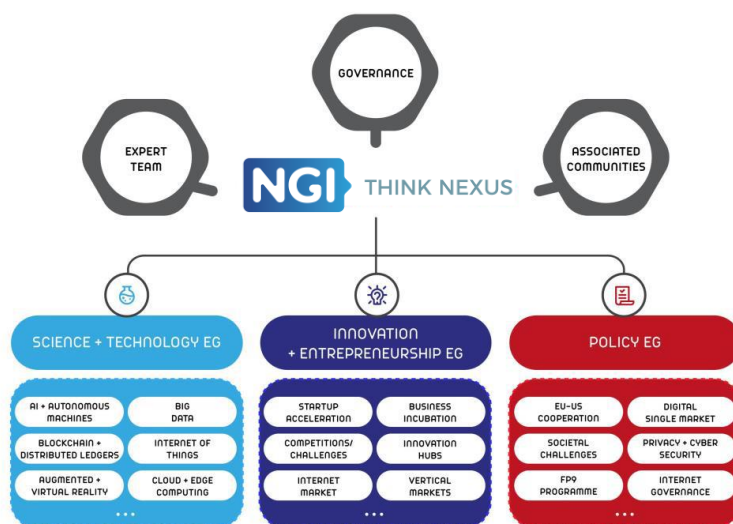 GOVERNANCE
EXPERT
TEAM
ASSOCIATED
COMMUNITIES
NGI THINK NEXUS
SCIENCE + TECHNOLOGY EG
INNOVATION
+ ENTREPRENEURSHIP EG
POLICY EG
AI + AUTONOMOUS
MACHINES
BIG
DATA
BLOCKCHAIN +
DISTRIBUTED LEDGERS
INTERNET OF
THINGS
AUGMENTED +
VIRTUAL REALITY
CLOUD + EDGE
COMPUTING
...
STARTUP
ACCELERATION
BUSINESS
INCUBATION
COMPETITIONS/
CHALLENGES
INNOVATION
HUBS
INTERNET
MARKET
VERTICAL
MARKETS
...
EU-US
COOPERATION
DIGITAL
SINGLE MARKET
SOCIETAL
CHALLENGES
PRIVACY + CYBER
SECURITY
FP9
PROGRAMME
INTERNET
GOVERNANCE
...